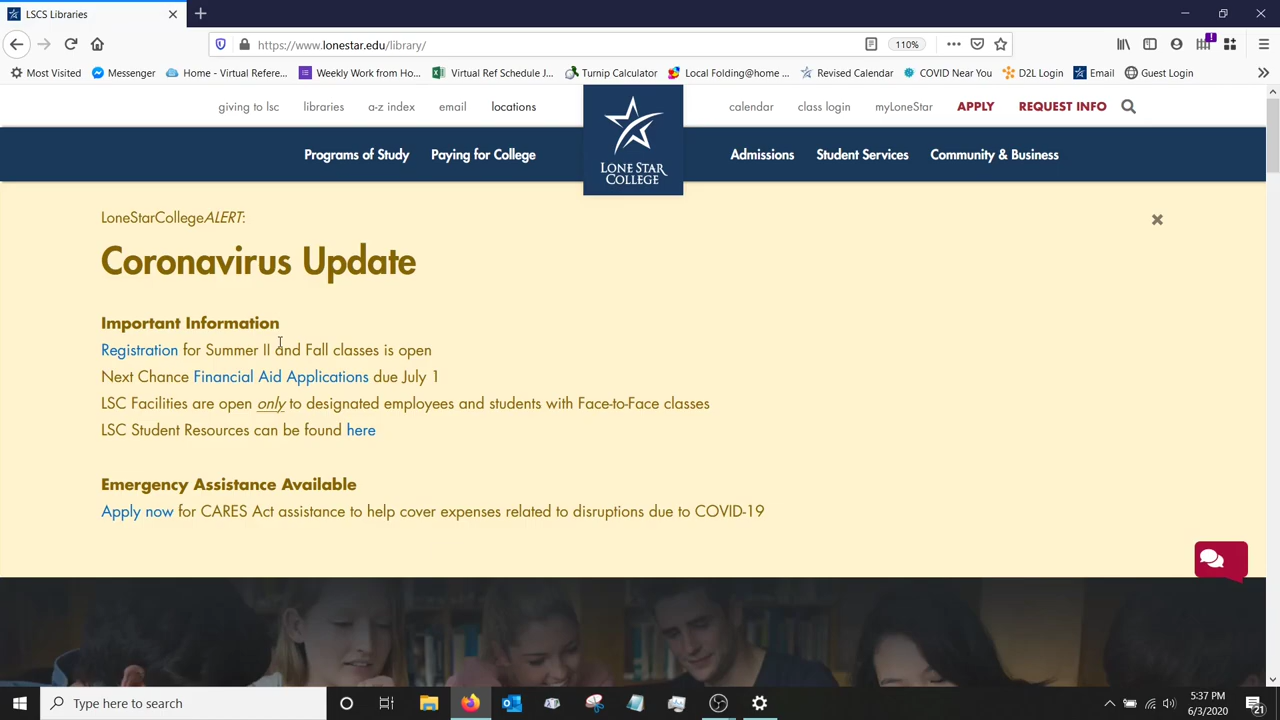 LSCS Libraries
https://www.lonestar.edu/library/
110%
Most Visited
Messenger
Home - Virtual Refere...
Weekly Work from Ho...
Virtual Ref Schedule J...
Turnip Calculator
Local Folding@home ...
Revised Calendar
COVID Near You
D2L Login
Email
Guest Login
giving to lsc
libraries
a-z index
email
locations
calendar
class login
myLoneStar
APPLY
REQUEST INFO
Programs of Study
Paying for College
LONE STAR
COLLEGE
Admissions
Student Services
Community & Business
LoneStarCollegeALERT:
Coronavirus Update
Important Information
Registration for Summer II and Fall classes is open
Next Chance Financial Aid Applications due July 1
LSC Facilities are open only to designated employees and students with Face-to-Face classes
LSC Student Resources can be found here
Emergency Assistance Available
Apply now for CARES Act assistance to help cover expenses related to disruptions due to COVID-19
Type here to search
5:37 PM
6/3/2020
21